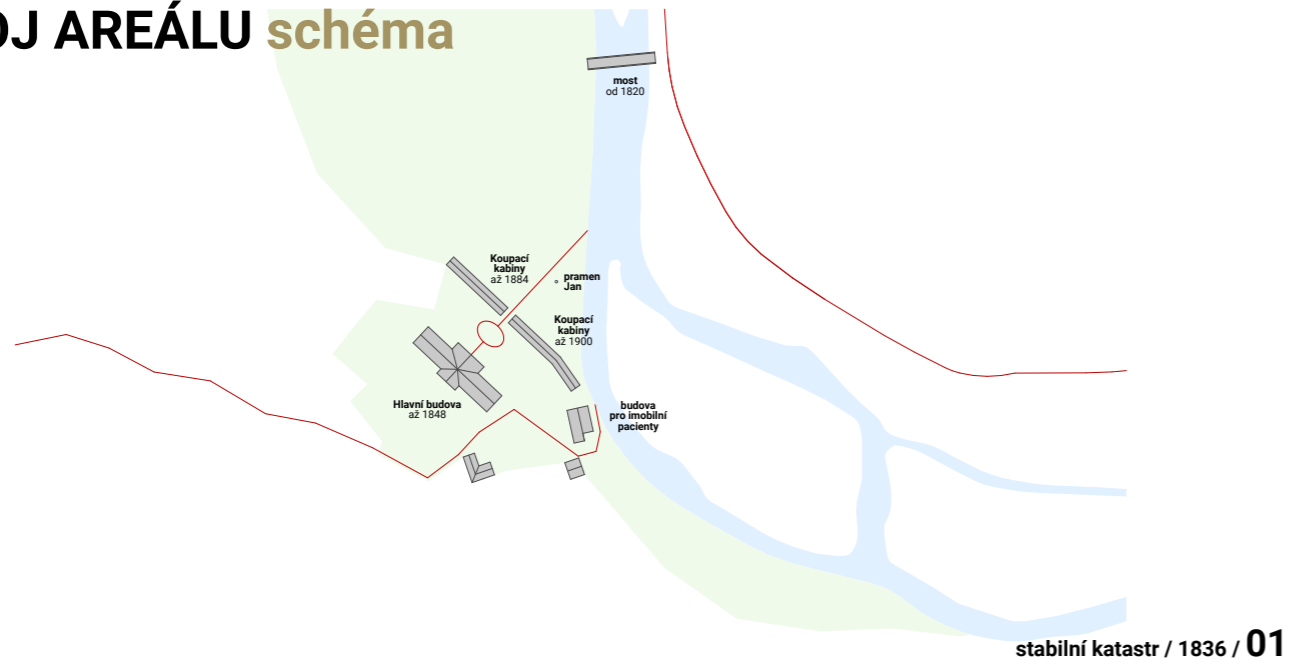 OJ AREÁLU schéma
most
od 1820
Koupací
kabiny
až 1884
pramen
Jan
Koupací
kabiny
až 1900
Hlavní budova
až 1848
budova
pro imobilní
pacienty
stabilní katastr / 1836 / 01